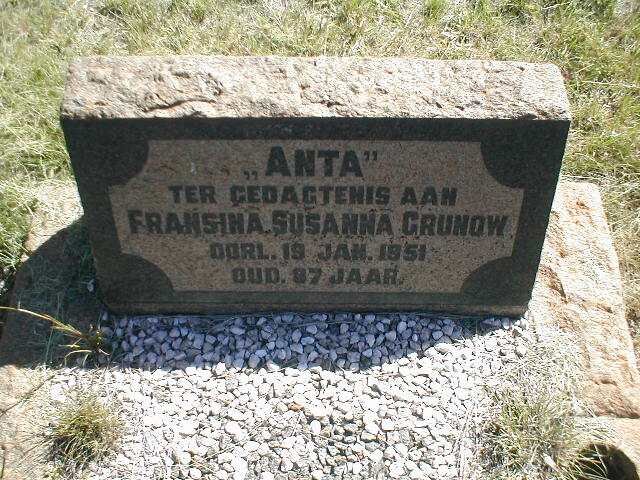 „ANTA”
TER GEDAGTENIS AAN
FRANSINA. SUSANNA GRUNOW
OORL. 19 JAN. 1951
OUD. 87 JAAR.